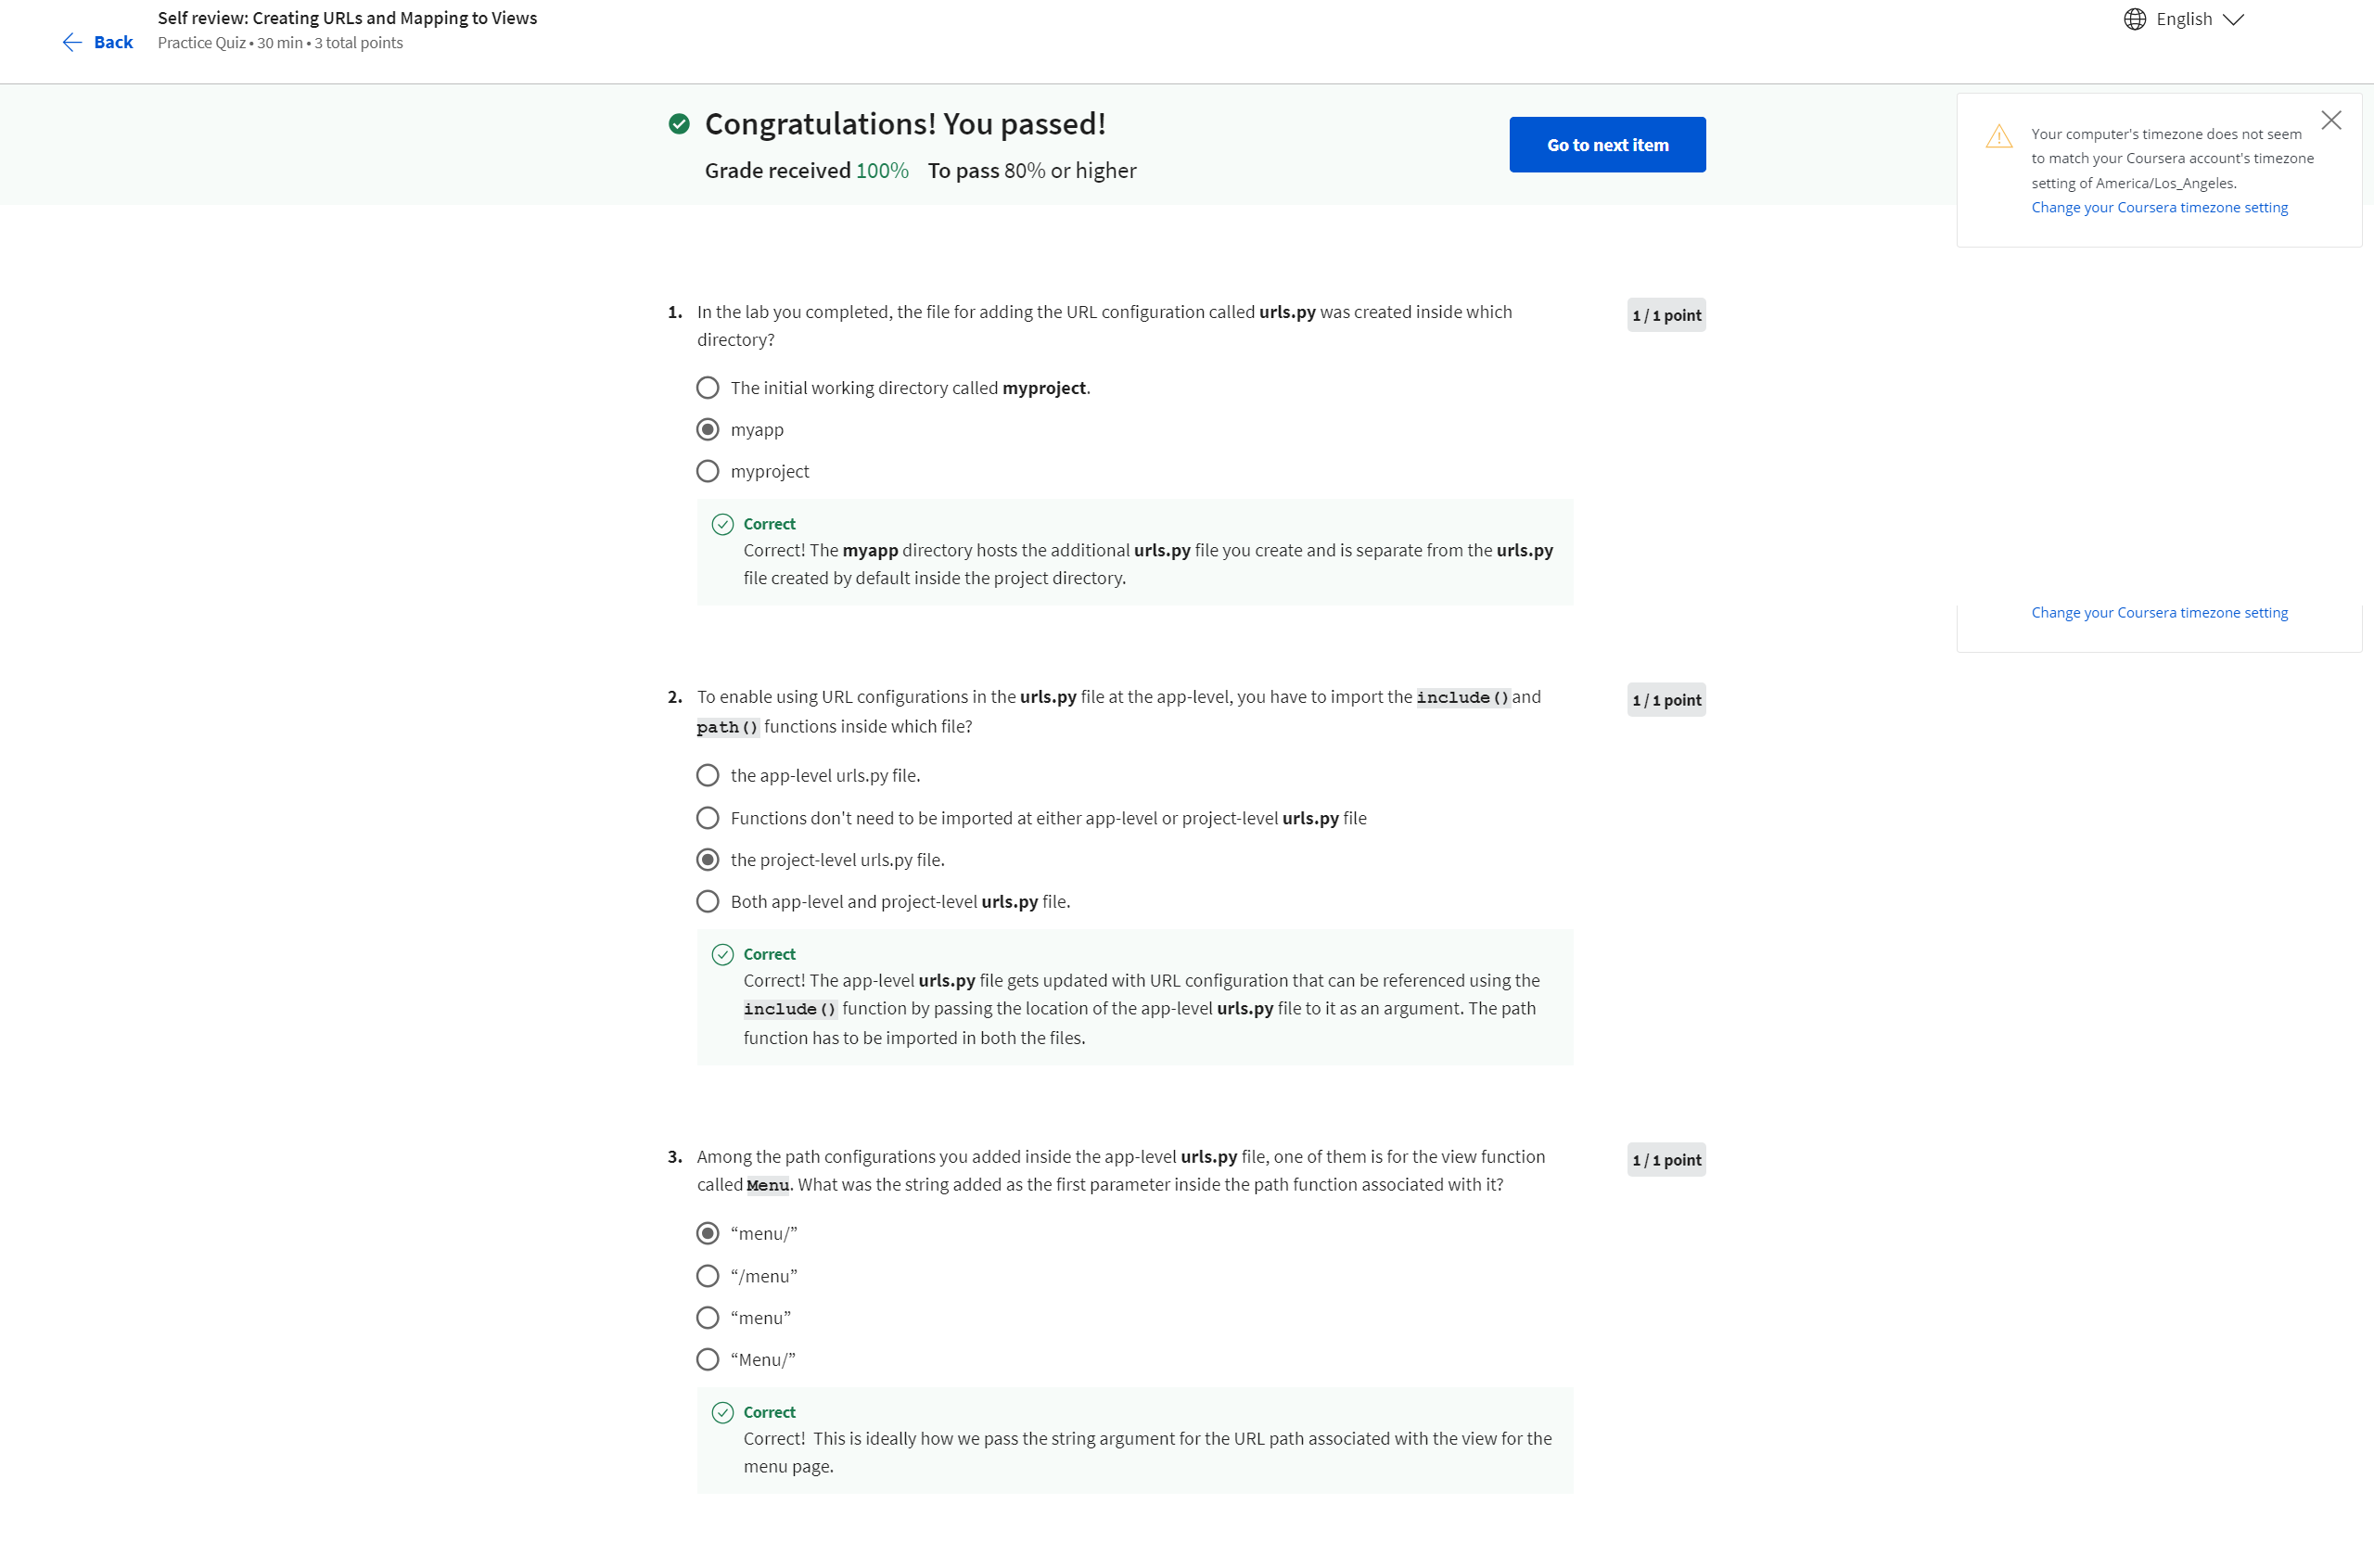 Self review: Creating URLs and Mapping to Views
Back
Practice Quiz • 30 min • 3 total points
English
Congratulations! You passed!
Grade received 100% To pass 80% or higher
Go to next item
Your computer's timezone does not seem
to match your Coursera account's timezone
setting of America/Los_Angeles.
Change your Coursera timezone setting
1. In the lab you completed, the file for adding the URL configuration called urls.py was created inside which
directory?
1 / 1 point
The initial working directory called myproject.
myapp
myproject
Correct
Correct! The myapp directory hosts the additional urls.py file you create and is separate from the urls.py
file created by default inside the project directory.
Change your Coursera timezone setting
2. To enable using URL configurations in the urls.py file at the app-level, you have to import the include() and
path() functions inside which file?
1 / 1 point
the app-level urls.py file.
Functions don't need to be imported at either app-level or project-level urls.py file
the project-level urls.py file.
Both app-level and project-level urls.py file.
Correct
Correct! The app-level urls.py file gets updated with URL configuration that can be referenced using the
include() function by passing the location of the app-level urls.py file to it as an argument. The path
function has to be imported in both the files.
3. Among the path configurations you added inside the app-level urls.py file, one of them is for the view function
called Menu. What was the string added as the first parameter inside the path function associated with it?
1 / 1 point
“menu/”
“/menu”
“menu”
“Menu/”
Correct
Correct! This is ideally how we pass the string argument for the URL path associated with the view for the
menu page.